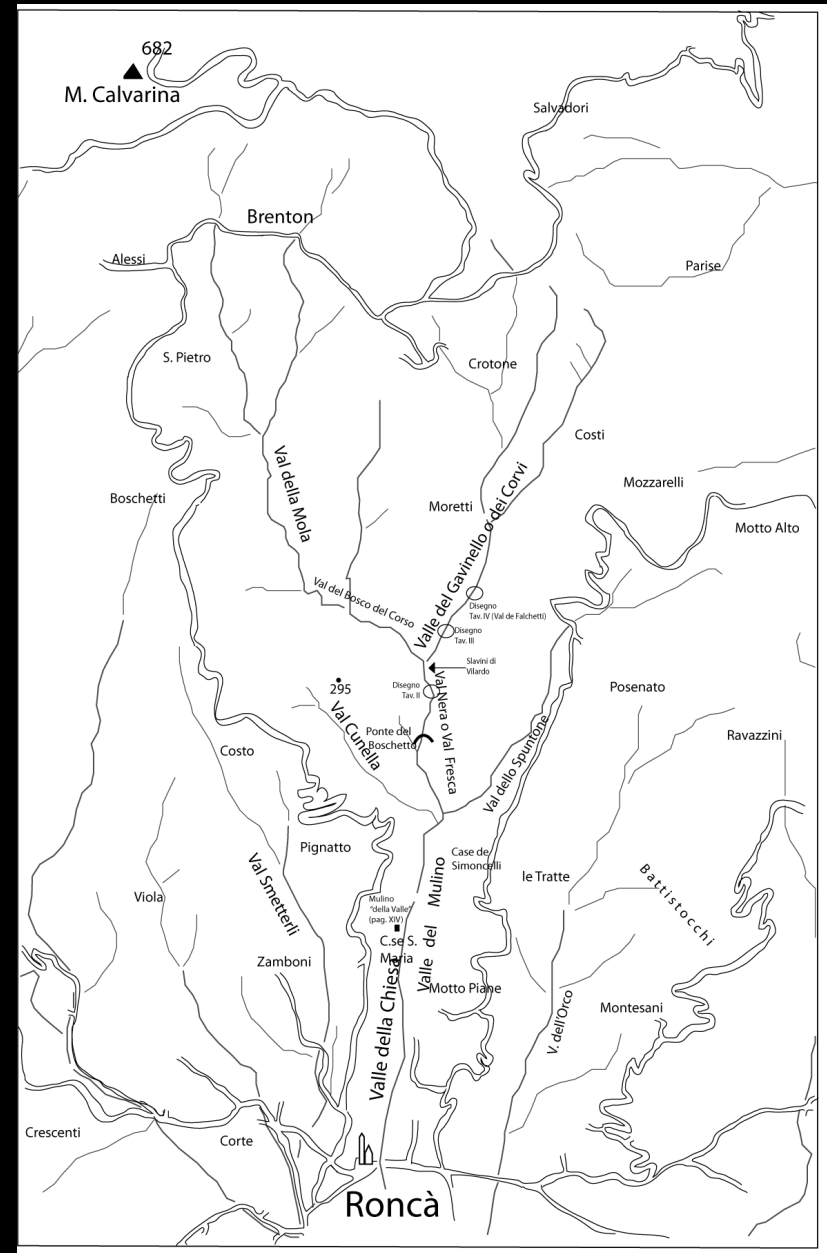 682
M. Calvarina
Salvadori
Brenton
Alessi
Parise
S. Pietro
Crotone
Costi
Val della Mola
Mozzarelli
Boschetti
Moretti
Valle del Gavinello o dei Corvi
Motto Alto
Val del Bosco del Corso
Disegno
Tav. IV (Val de Falchetti)
Disegno
Tav. III
Slavini di
Vilardo
295
Disegno
Tav. II
Posenato
Val Cunella
Val Nera o Val Fresca
Ponte del
Boschetto
Val dello Spuntone
Ravazzini
Costo
Pignatto
Case de
Simoncelli
Val Smetterli
Valle del Mulino
le Tratte
Battistocchi
Viola
Mulino
"della Valle"
(pag. XIV)
C.se S.
Maria
Zamboni
Valle della Chiesa
Motto Piane
V. dell'Orco
Montesani
Crescenti
Corte
Roncà